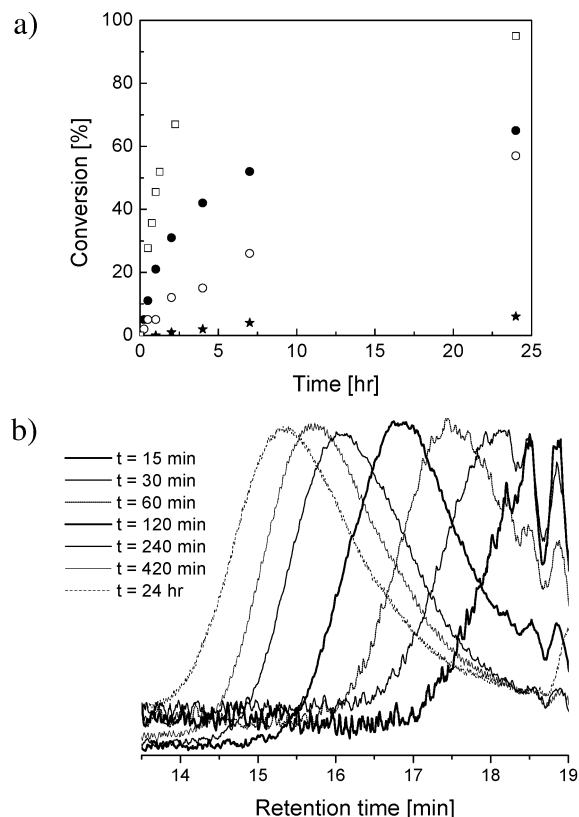 a)
100
80
60
40
20
0
Conversion [%]
0 5 10 15 20 25
Time [hr]
b)
t = 15 min
t = 30 min
t = 60 min
t = 120 min
t = 240 min
t = 420 min
t = 24 hr
14 15 16 17 18 19
Retention time [min]